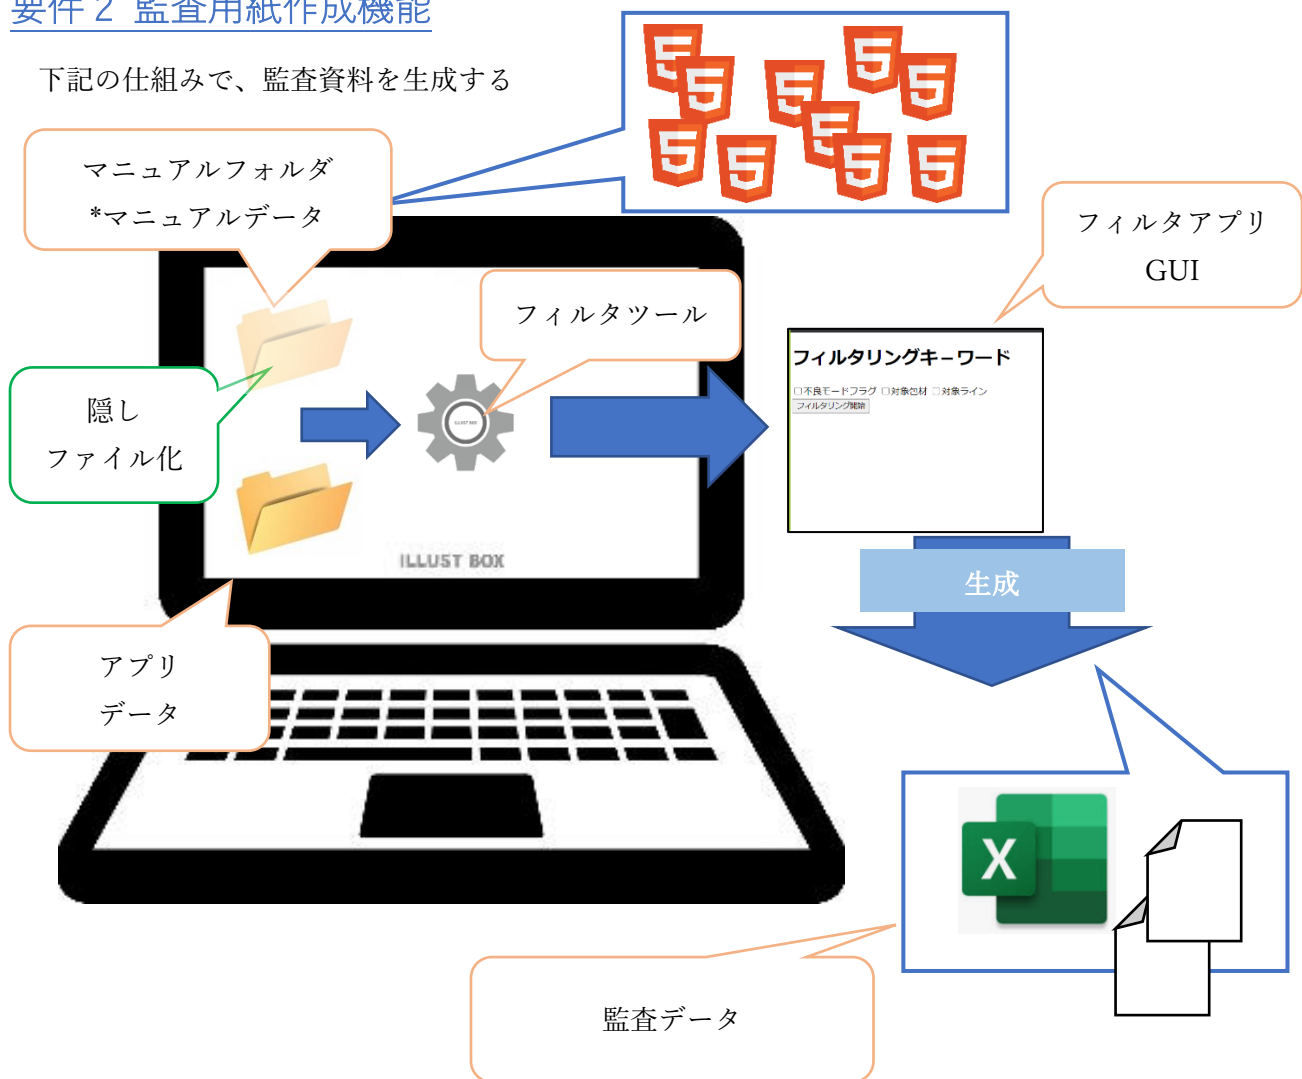 要件２ 監査用紙作成機能
下記の仕組みで、監査資料を生成する
マニュアルフォルダ
*マニュアルデータ
フィルタアプリ
GUI
フィルタツール
フィルタリングキーワード
□不良モードフラグ □対象包材 □対象ライン
フィルタリング開始
隠し
ファイル化
ILLUST BOX
ILLUST BOX
生成
アプリ
データ
X
監査データ